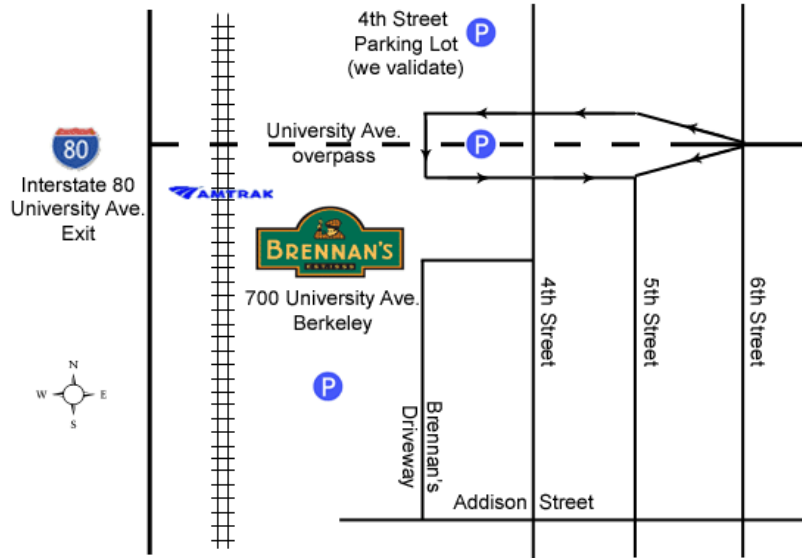 4th Street
Parking Lot
(we validate)
P
80
Interstate 80
University Ave.
Exit
University Ave.
overpass
P
AMTRAK
BRENNAN'S
700 University Ave.
Berkeley
P
N
W
E
S
4th Street
5th Street
6th Street
Brennan's
Driveway
Addison Street